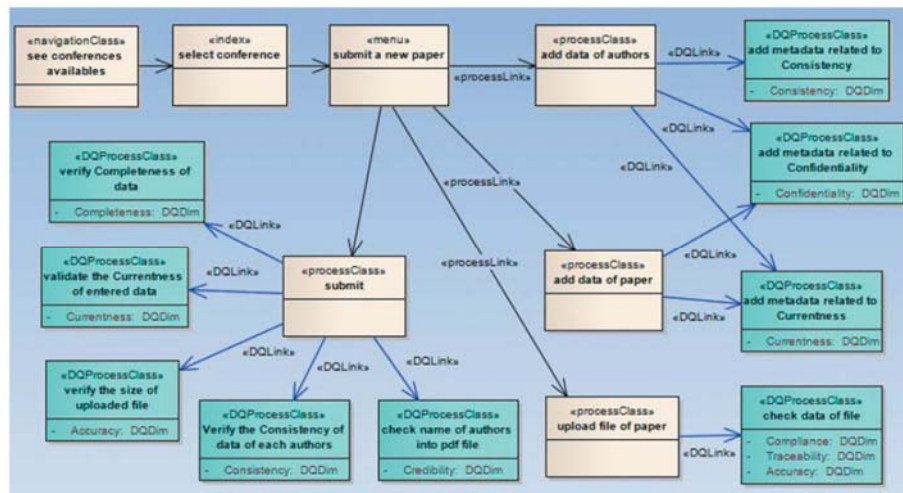 «navigationClass»
see conferences
availables
«index»
select conference
«menu»
submit a new paper
«processLink»
«processClass»
add data of authors
«DQLink»
«DQProcessClass»
add metadata related to
Consistency
- Consistency: DQDim
«DQLink»
«DQLink»
«DQProcessClass»
add metadata related to
Confidentiality
- Confidentiality: DQDim
«DQProcessClass»
verify Completeness of
data
- Completeness: DQDim
«DQLink»
«processLink»
«DQLink»
«DQProcessClass»
validate the Currentness
of entered data
- Currentness: DQDim
«DQLink»
«processClass»
submit
«processLink»
«processClass»
add data of paper
«DQLink»
«DQProcessClass»
add metadata related to
Currentness
- Currentness: DQDim
«DQLink»
«DQLink»
«DQLink»
«DQProcessClass»
verify the size of
uploaded file
- Accuracy: DQDim
«DQProcessClass»
Verify the Consistency of
data of each authors
- Consistency: DQDim
«DQProcessClass»
check name of authors
into pdf file
- Credibility: DQDim
«processClass»
upload file of paper
«DQLink»
«DQProcessClass»
check data of file
- Compliance: DQDim
- Traceability: DQDim
- Accuracy: DQDim